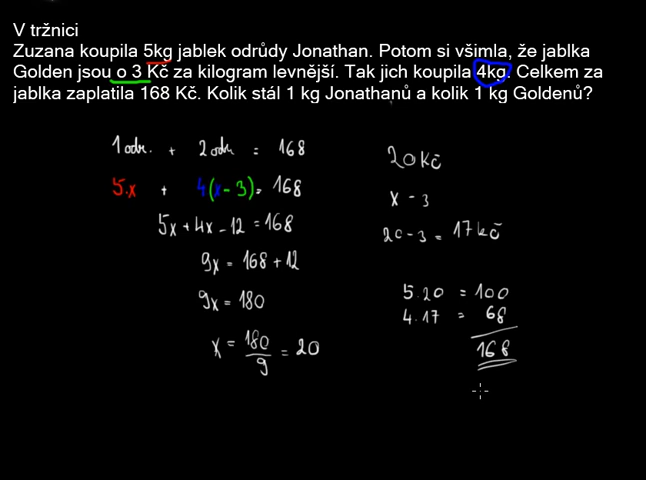 V tržnici
Zuzana koupila 5kg jablek odrůdy Jonathan. Potom si všimla, že jablka
Golden jsou o 3 Kč za kilogram levnější. Tak jich koupila 4kg. Celkem za
jablka zaplatila 168 Kč. Kolik stál 1 kg Jonathanů a kolik 1 kg Goldenů?
1 odr. + 2 odr = 168
5.x + 4(x-3) = 168
5x + 4x - 12 = 168
9x = 168 + 12
9x = 180
x = 180/9 = 20
20 Kč
x - 3
20 - 3 = 17 kč
5.20 = 100
4.17 = 68
168